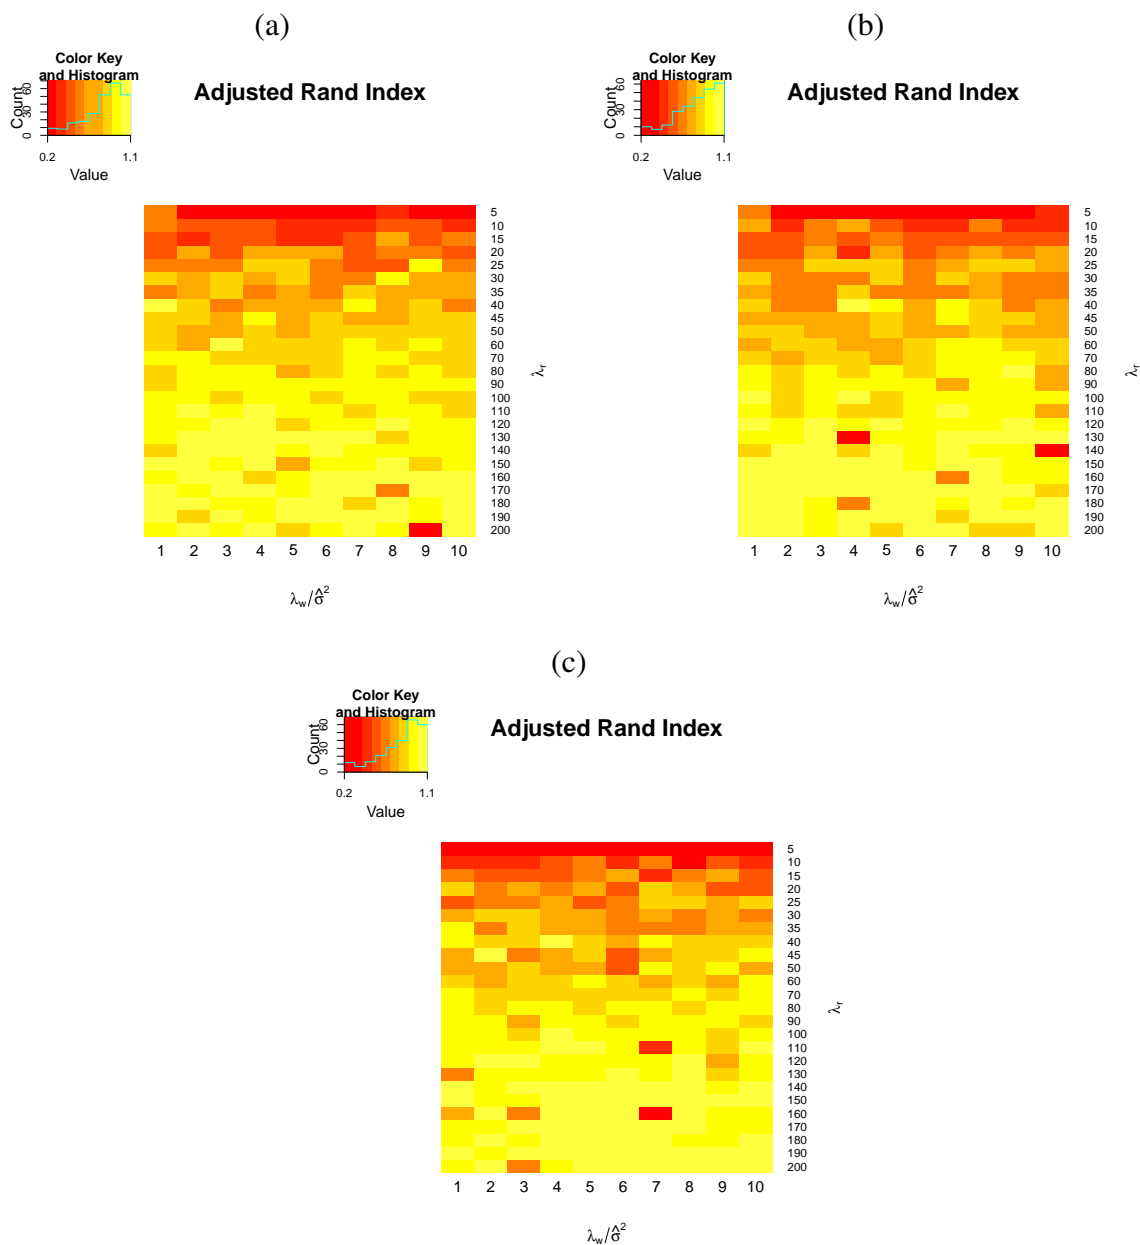 (a)
Color Key
and Histogram
Adjusted Rand Index
Count
0 30 60
0.2 1.1
Value
5
10
15
20
25
30
35
40
45
50
60
70
80
90
100
110
120
130
140
150
160
170
180
190
200
λr
1 2 3 4 5 6 7 8 9 10
λw/σ̂²
(b)
Color Key
and Histogram
Adjusted Rand Index
Count
0 30 60
0.2 1.1
Value
5
10
15
20
25
30
35
40
45
50
60
70
80
90
100
110
120
130
140
150
160
170
180
190
200
λr
1 2 3 4 5 6 7 8 9 10
λw/σ̂²
(c)
Color Key
and Histogram
Adjusted Rand Index
Count
0 30 60
0.2 1.1
Value
5
10
15
20
25
30
35
40
45
50
60
70
80
90
100
110
120
130
140
150
160
170
180
190
200
λr
1 2 3 4 5 6 7 8 9 10
λw/σ̂²